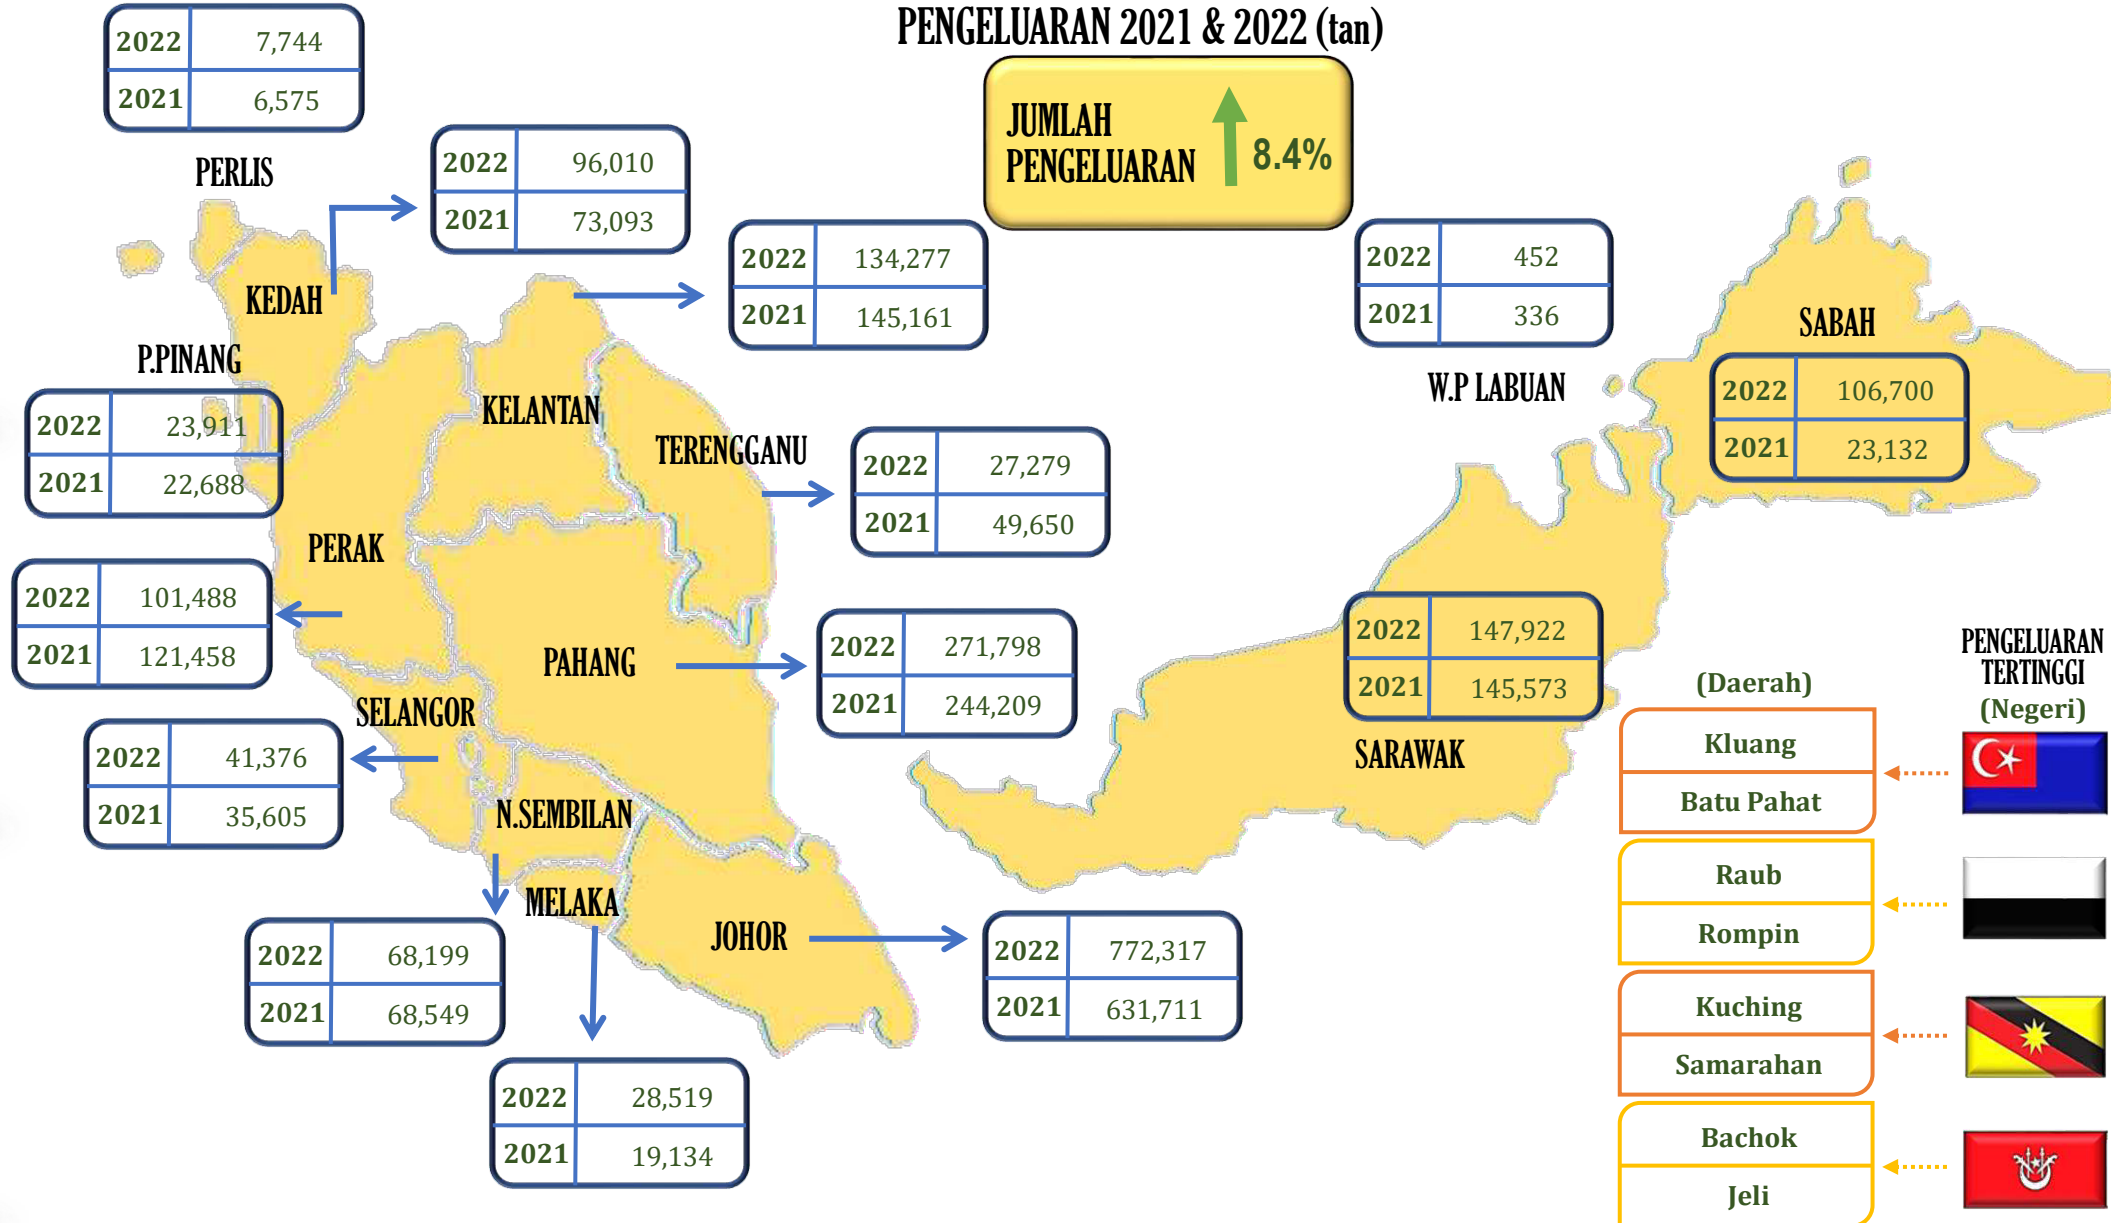 PENGELUARAN 2021 & 2022 (tan)
JUMLAH
PENGELUARAN
8.4%
2022 7,744
2021 6,575
PERLIS
2022 96,010
2021 73,093
KEDAH
2022 134,277
2021 145,161
KELANTAN
P.PINANG
2022 23,911
2021 22,688
TERENGGANU
2022 27,279
2021 49,650
PERAK
2022 101,488
2021 121,458
PAHANG
2022 271,798
2021 244,209
SELANGOR
2022 41,376
2021 35,605
N.SEMBILAN
2022 68,199
2021 68,549
MELAKA
2022 28,519
2021 19,134
JOHOR
2022 772,317
2021 631,711
2022 452
2021 336
W.P LABUAN
SABAH
2022 106,700
2021 23,132
2022 147,922
2021 145,573
SARAWAK
PENGELUARAN
TERTINGGI
(Daerah)
(Negeri)
Kluang
Batu Pahat
Raub
Rompin
Kuching
Samarahan
Bachok
Jeli